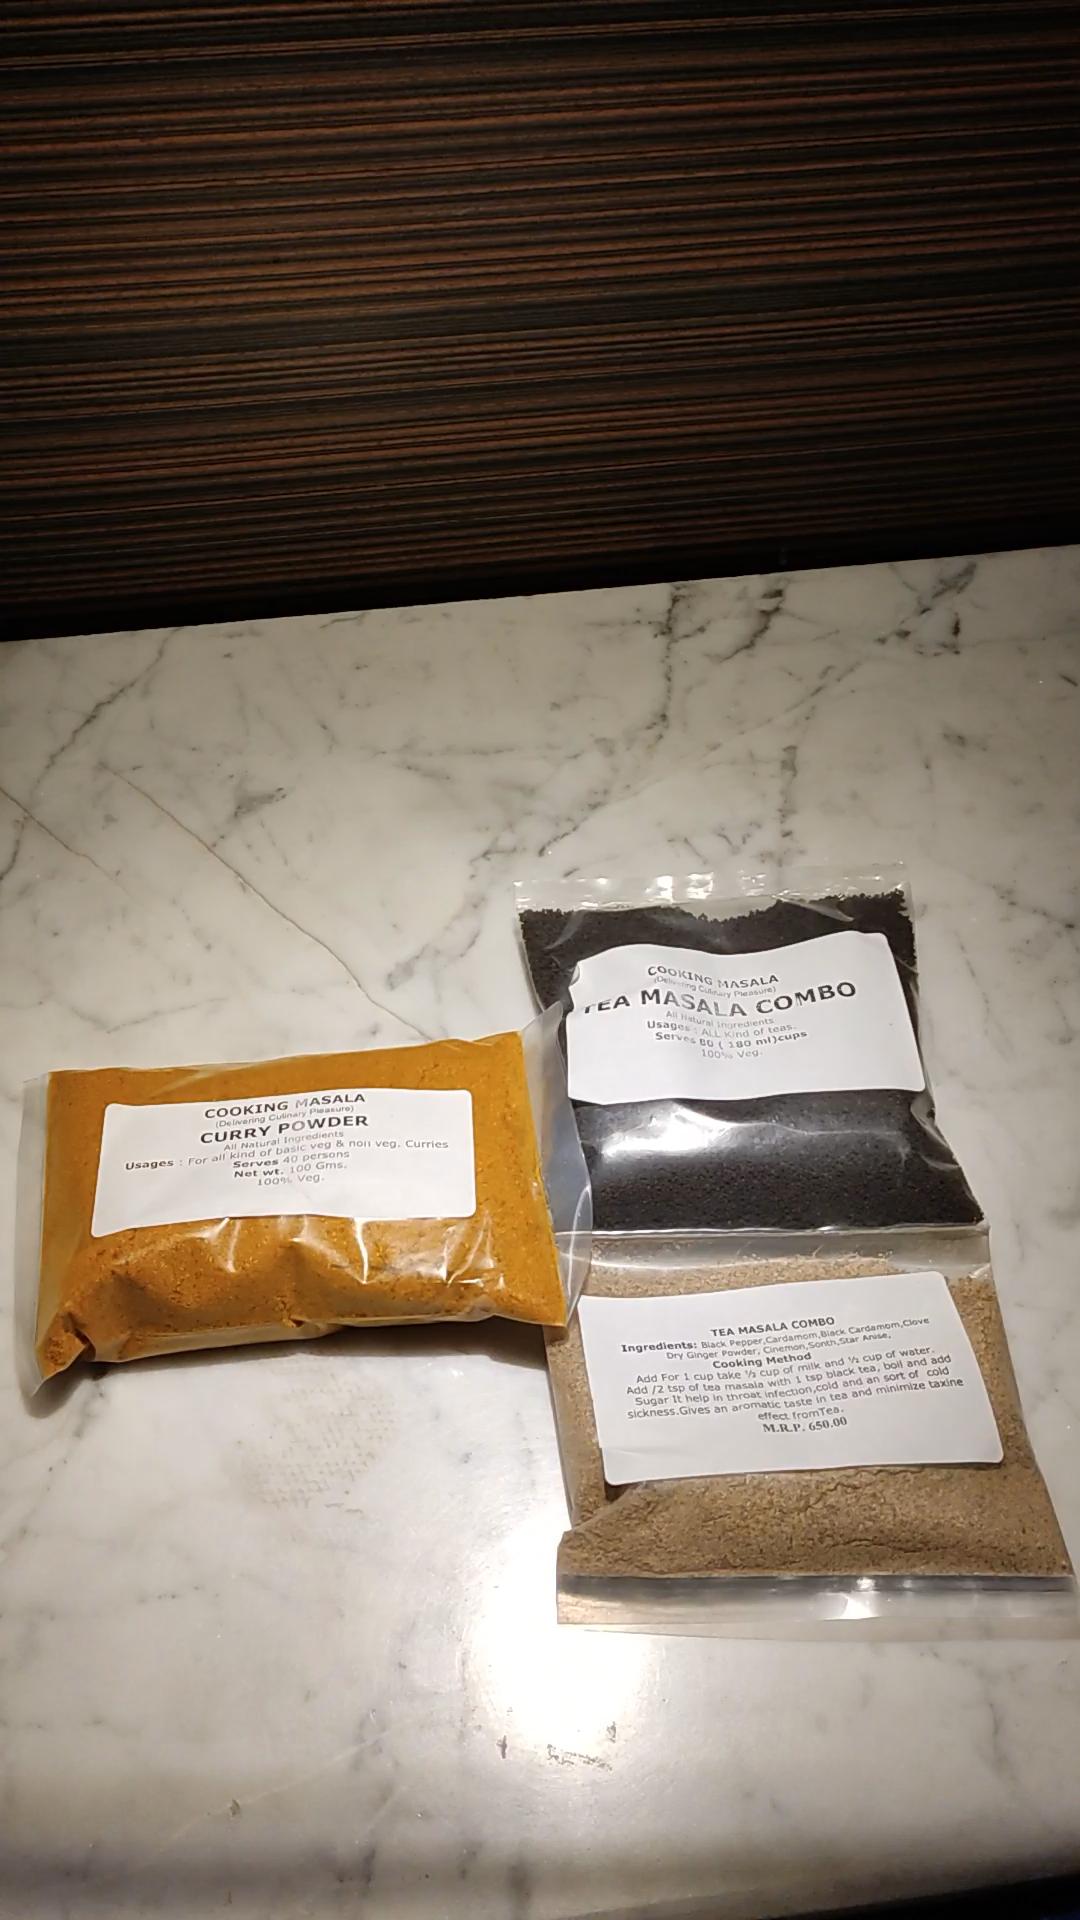 COOKING MASALA
(Delivering Culinary Pleasure)
TEA MASALA COMBO
All Natural Ingredients
Usages : ALL Kind of teas.
Serves 80 ( 180 ml)cups
100% Veg.
COOKING MASALA
(Delivering Culinary Pleasure)
CURRY POWDER
All Natural Ingredients
Usages : For all kind of basic veg & non veg. Curries
Serves 40 persons
Net wt. 100 Gms.
100% Veg.
TEA MASALA COMBO
Ingredients: Black Pepper,Cardamom,Black Cardamom,Clove
Dry Ginger Powder, Cinemon,Sonth,Star Anise,
Cooking Method
Add For 1 cup take ½ cup of milk and ½ cup of water.
Add /2 tsp of tea masala with 1 tsp black tea, boil and add
Sugar It help in throat infection,cold and an sort of cold
sickness.Gives an aromatic taste in tea and minimize taxine
effect fromTea.
M.R.P. 650.00